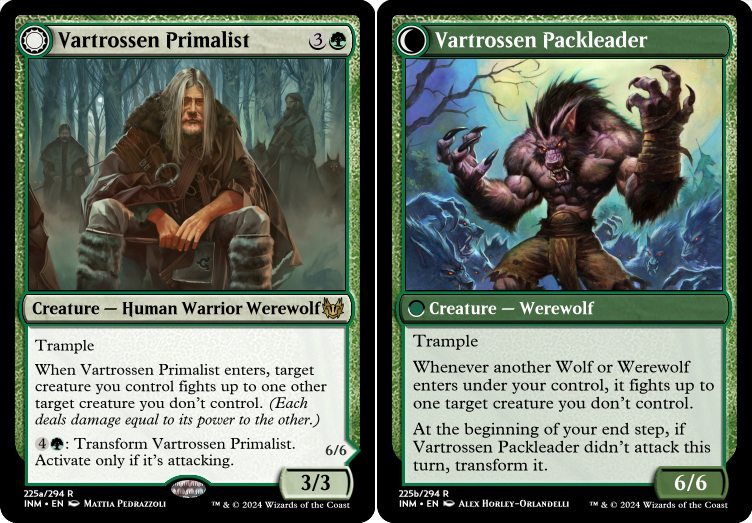 Vartrossen Primalist 3
Creature — Human Warrior Werewolf
Trample
When Vartrossen Primalist enters, target
creature you control fights up to one other
target creature you don't control. (Each
deals damage equal to its power to the other.)
4 : Transform Vartrossen Primalist.
Activate only if it's attacking.
6/6
3/3
225a/294 R
INM • EN Mattia Pedrazzoli
™ & © 2024 Wizards of the Coast
Vartrossen Packleader
Creature — Werewolf
Trample
Whenever another Wolf or Werewolf
enters under your control, it fights up to
one target creature you don't control.
At the beginning of your end step, if
Vartrossen Packleader didn't attack this
turn, transform it.
6/6
225b/294 R
INM • EN Alex Horley-Orlandelli
™ & © 2024 Wizards of the Coast